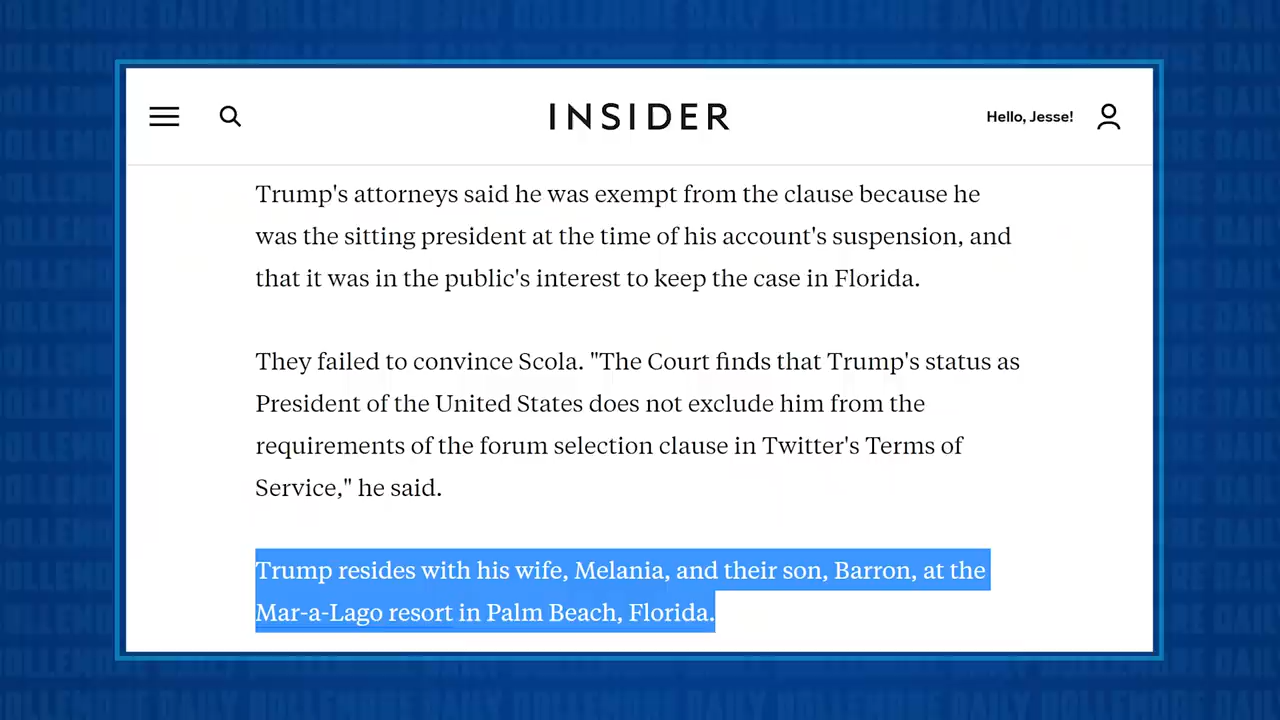 INSIDER
Hello, Jesse!
Trump's attorneys said he was exempt from the clause because he
was the sitting president at the time of his account's suspension, and
that it was in the public's interest to keep the case in Florida.
They failed to convince Scola. "The Court finds that Trump's status as
President of the United States does not exclude him from the
requirements of the forum selection clause in Twitter's Terms of
Service," he said.
Trump resides with his wife, Melania, and their son, Barron, at the
Mar-a-Lago resort in Palm Beach, Florida.